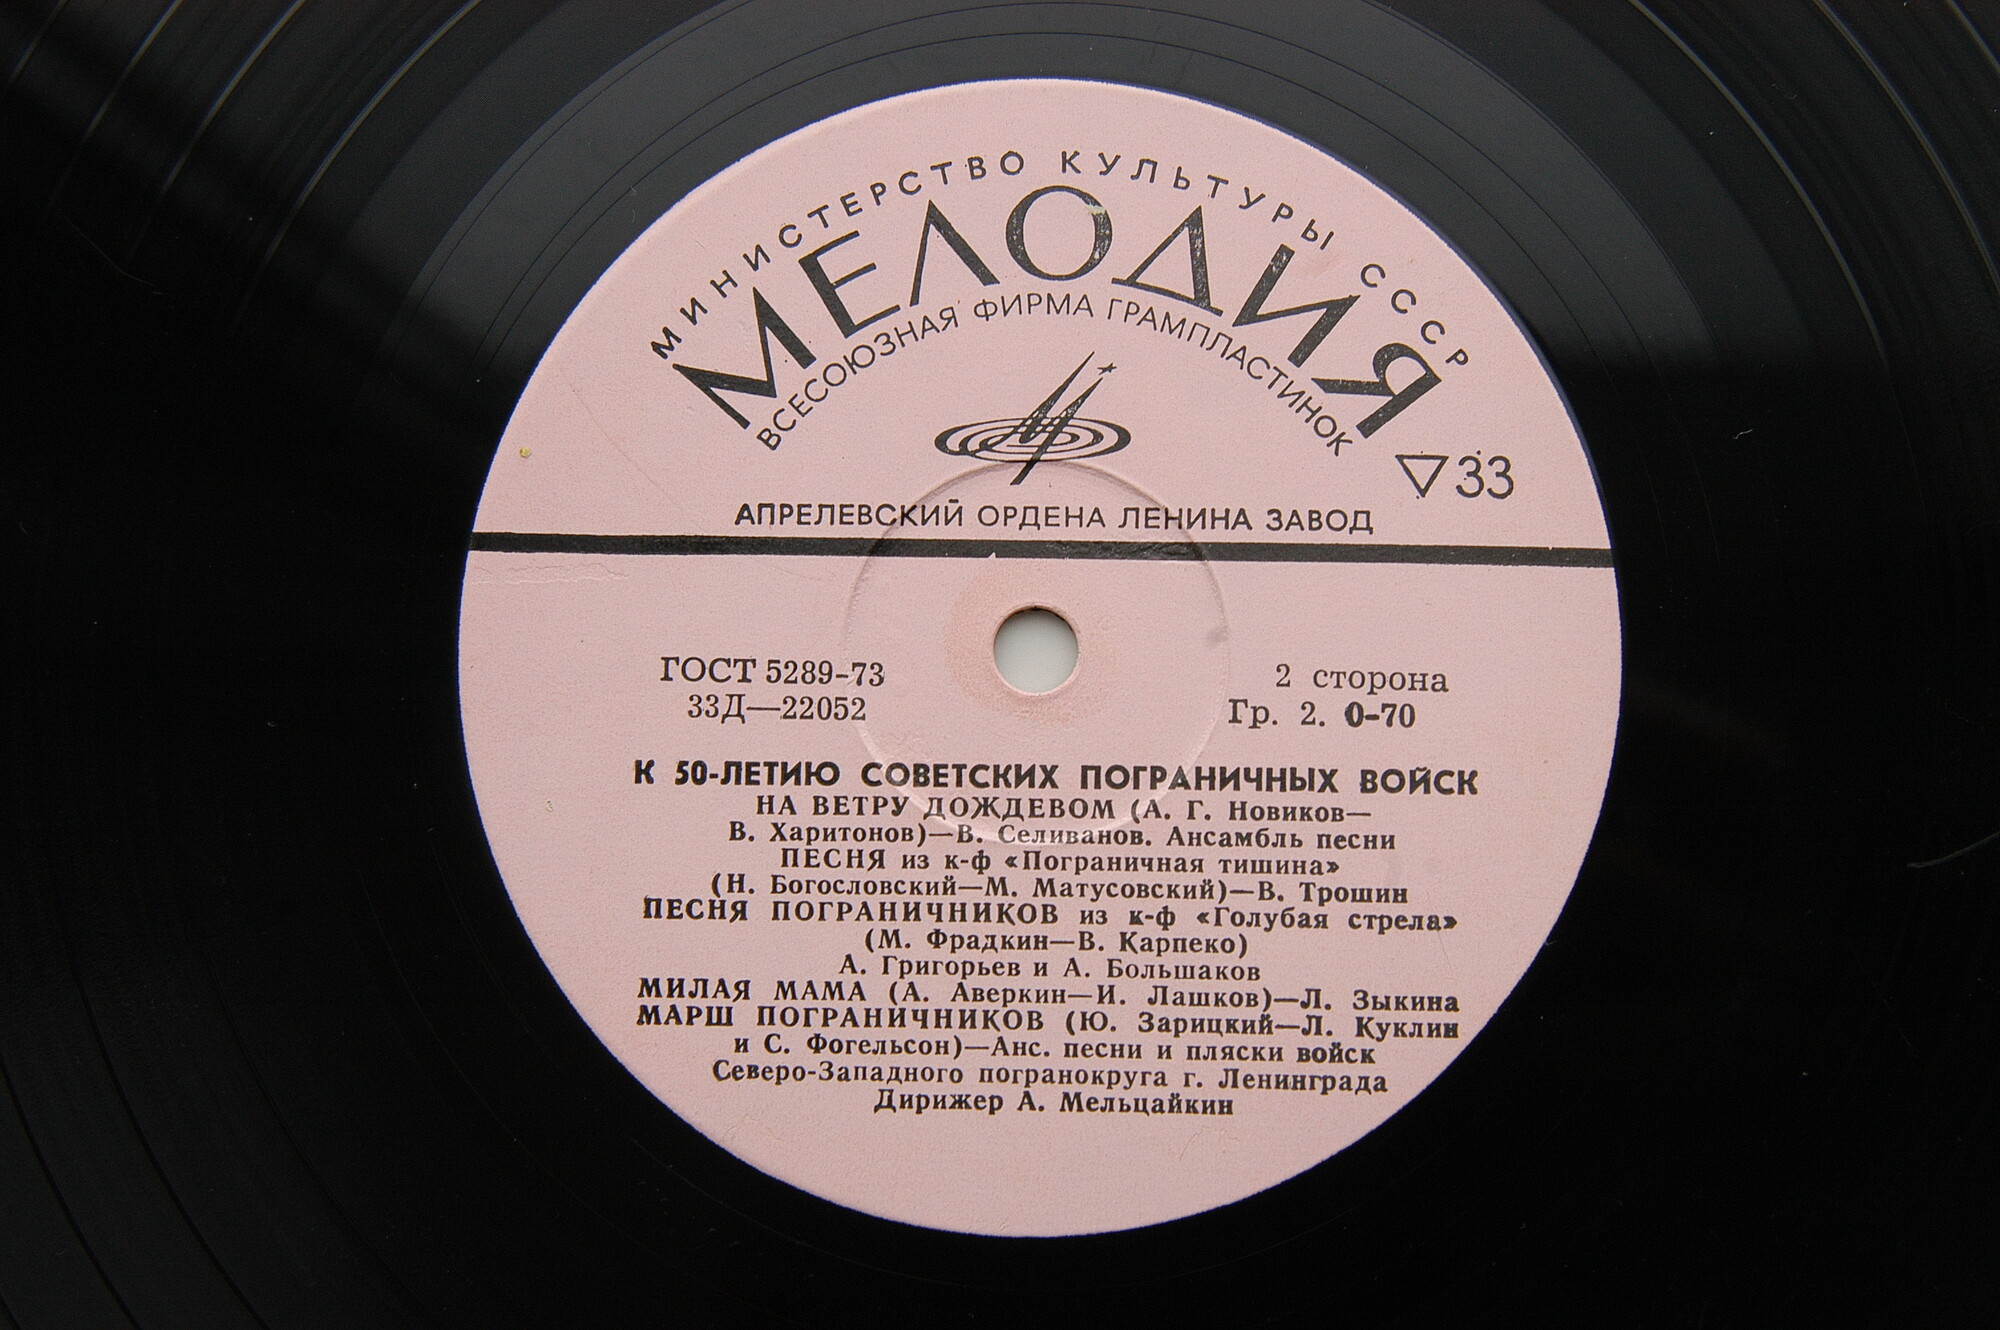 МИНИСТЕРСТВО КУЛЬТУРЫ СССР
МЕЛОДИЯ
ВСЕСОЮЗНАЯ ФИРМА ГРАМПЛАСТИНОК
▽33
АПРЕЛЕВСКИЙ ОРДЕНА ЛЕНИНА ЗАВОД
ГОСТ 5289-73
33Д—22052
2 сторона
Гр. 2. 0-70
К 50-ЛЕТИЮ СОВЕТСКИХ ПОГРАНИЧНЫХ ВОЙСК
НА ВЕТРУ ДОЖДЕВОМ (А. Г. Новиков—
В. Харитонов)—В. Селиванов. Ансамбль песни
ПЕСНЯ из к-ф «Пограничная тишина»
(Н. Богословский—М. Матусовский)—В. Трошин
ПЕСНЯ ПОГРАНИЧНИКОВ из к-ф «Голубая стрела»
(М. Фрадкин—В. Карпеко)
А. Григорьев и А. Большаков
МИЛАЯ МАМА (А. Аверкин—И. Лашков)—Л. Зыкина
МАРШ ПОГРАНИЧНИКОВ (Ю. Зарицкий—Л. Куклин
и С. Фогельсон)—Анс. песни и пляски войск
Северо-Западного погранокруга г. Ленинграда
Дирижер А. Мельцайкин